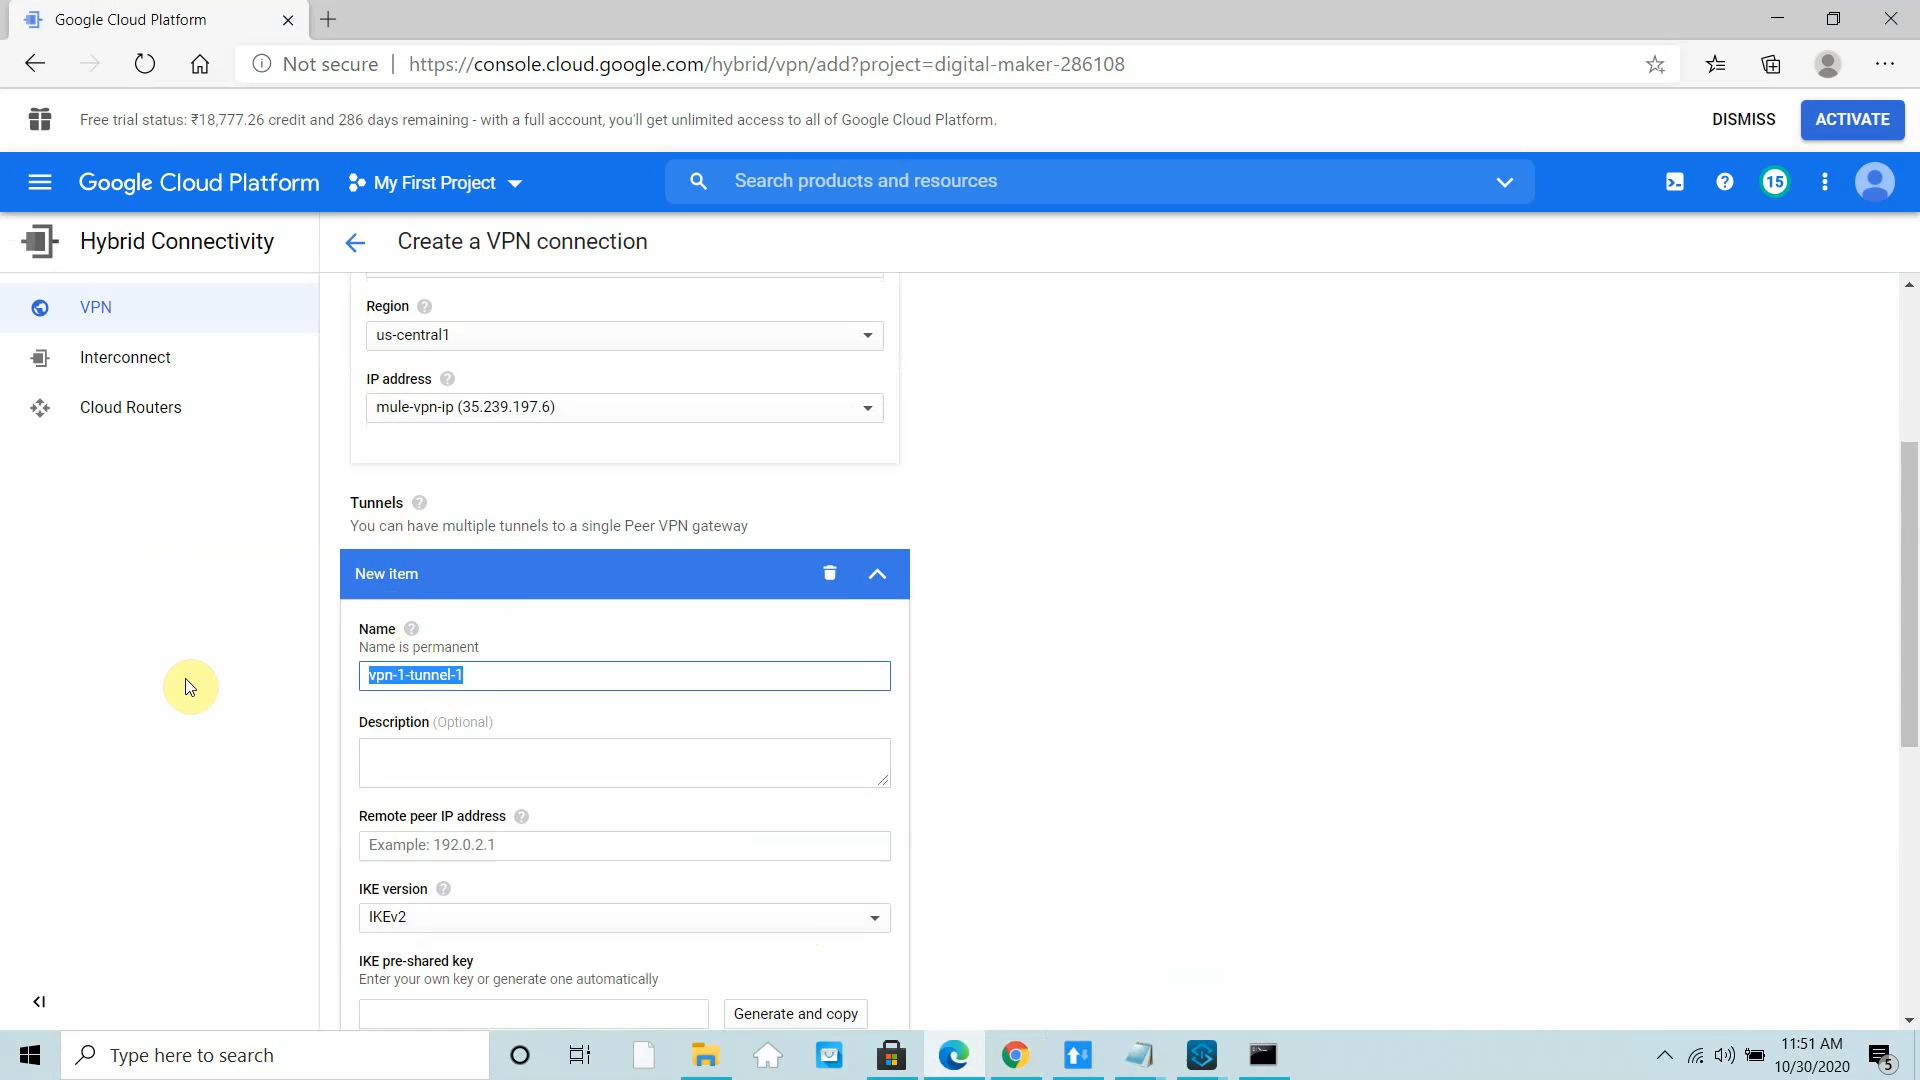 Google Cloud Platform
Not secure | https://console.cloud.google.com/hybrid/vpn/add?project=digital-maker-286108
Free trial status: ₹18,777.26 credit and 286 days remaining - with a full account, you'll get unlimited access to all of Google Cloud Platform.
DISMISS
ACTIVATE
Google Cloud Platform
My First Project
Search products and resources
15
Hybrid Connectivity
Create a VPN connection
VPN
Interconnect
Cloud Routers
Region
us-central1
IP address
mule-vpn-ip (35.239.197.6)
Tunnels
You can have multiple tunnels to a single Peer VPN gateway
New item
Name
Name is permanent
vpn-1-tunnel-1
Description (Optional)
Remote peer IP address
Example: 192.0.2.1
IKE version
IKEv2
IKE pre-shared key
Enter your own key or generate one automatically
Generate and copy
Type here to search
11:51 AM
10/30/2020
5